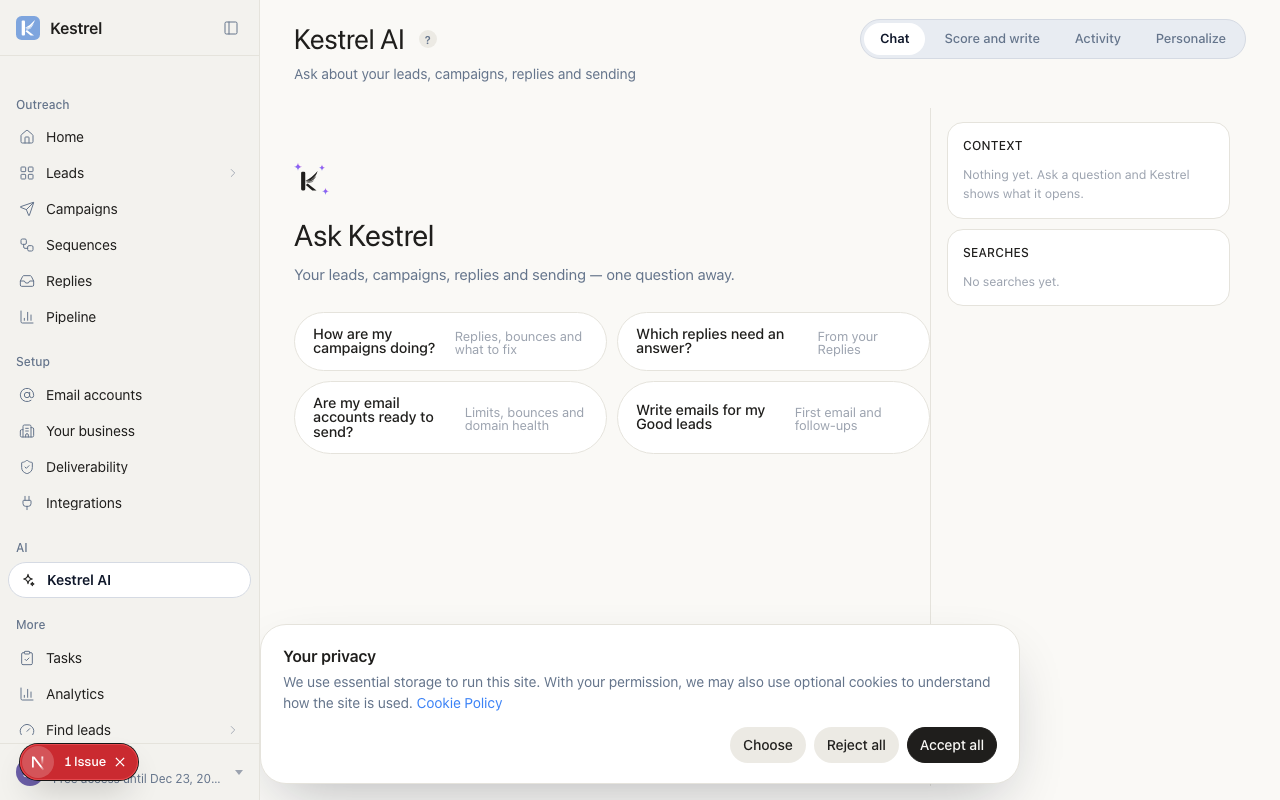 Kestrel
Outreach
Home
Leads
Campaigns
Sequences
Replies
Pipeline
Setup
Email accounts
Your business
Deliverability
Integrations
AI
Kestrel AI
More
Tasks
Analytics
Find leads
1 Issue
until Dec 23, 20...
Kestrel AI ?
Ask about your leads, campaigns, replies and sending
Chat
Score and write
Activity
Personalize
Ask Kestrel
Your leads, campaigns, replies and sending — one question away.
How are my
campaigns doing?
Replies, bounces and
what to fix
Which replies need an
answer?
From your
Replies
Are my email
accounts ready to
send?
Limits, bounces and
domain health
Write emails for my
Good leads
First email and
follow-ups
CONTEXT
Nothing yet. Ask a question and Kestrel
shows what it opens.
SEARCHES
No searches yet.
Your privacy
We use essential storage to run this site. With your permission, we may also use optional cookies to understand
how the site is used. Cookie Policy
Choose
Reject all
Accept all